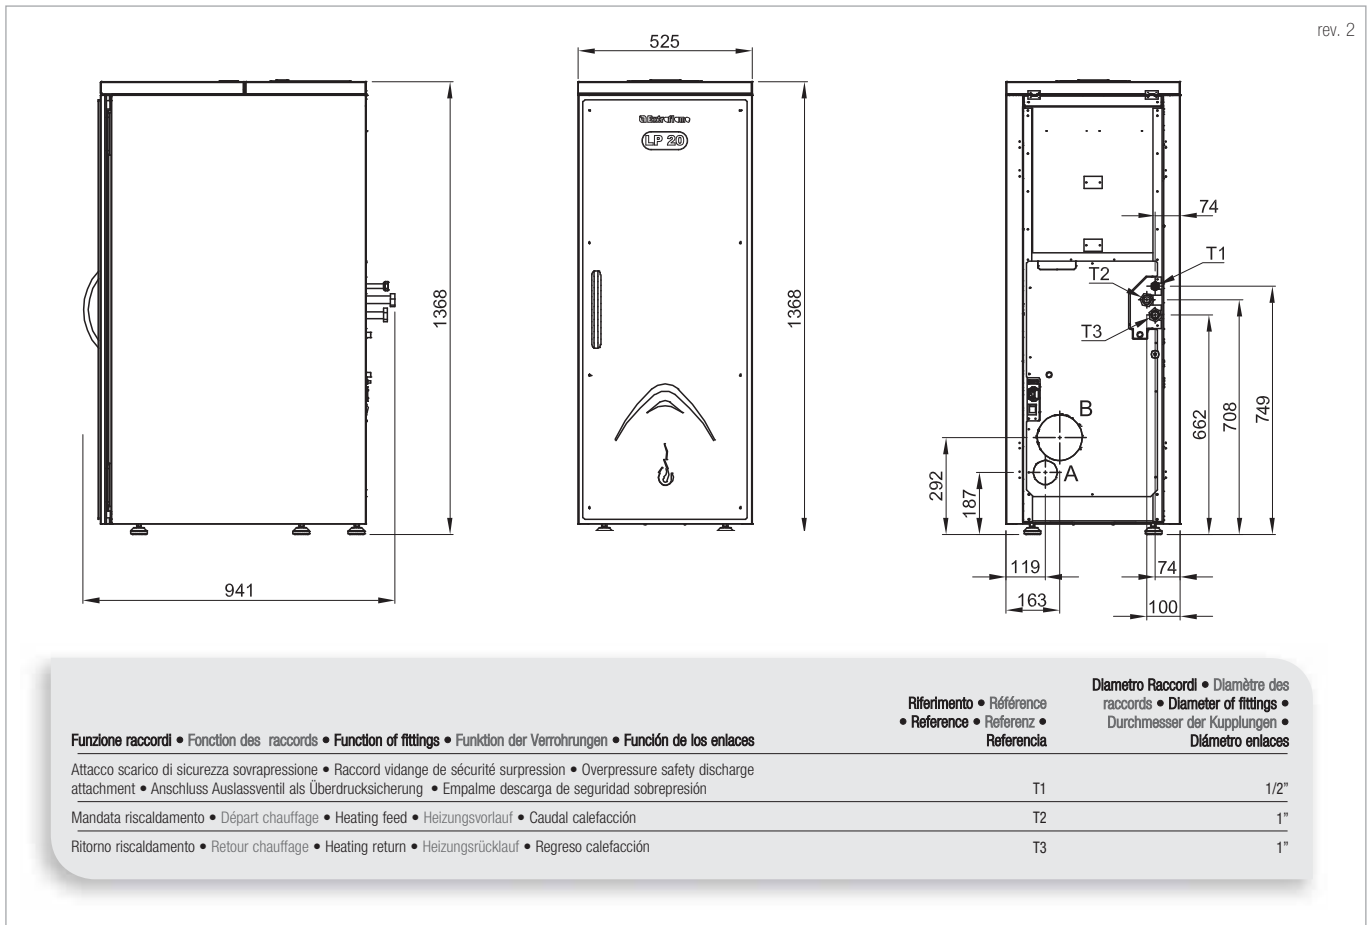 rev. 2
525
Extraflame
LP 20
1368
1368
941
74
T1
T2
T3
B
A
292
187
662
708
749
119
74
163
100
Diametro Raccordi • Diamètre des
raccords • Diameter of fittings •
Durchmesser der Kupplungen •
Diámetro enlaces
Riferimento • Référence
• Reference • Referenz •
Referencia
Funzione raccordi • Fonction des raccords • Function of fittings • Funktion der Verrohrungen • Función de los enlaces
Attacco scarico di sicurezza sovrapressione • Raccord vidange de sécurité surpression • Overpressure safety discharge
attachment • Anschluss Auslassventil als Überdrucksicherung • Empalme descarga de seguridad sobrepresión T1 1/2”
Mandata riscaldamento • Départ chauffage • Heating feed • Heizungsvorlauf • Caudal calefacción T2 1”
Ritorno riscaldamento • Retour chauffage • Heating return • Heizungsrücklauf • Regreso calefacción T3 1”